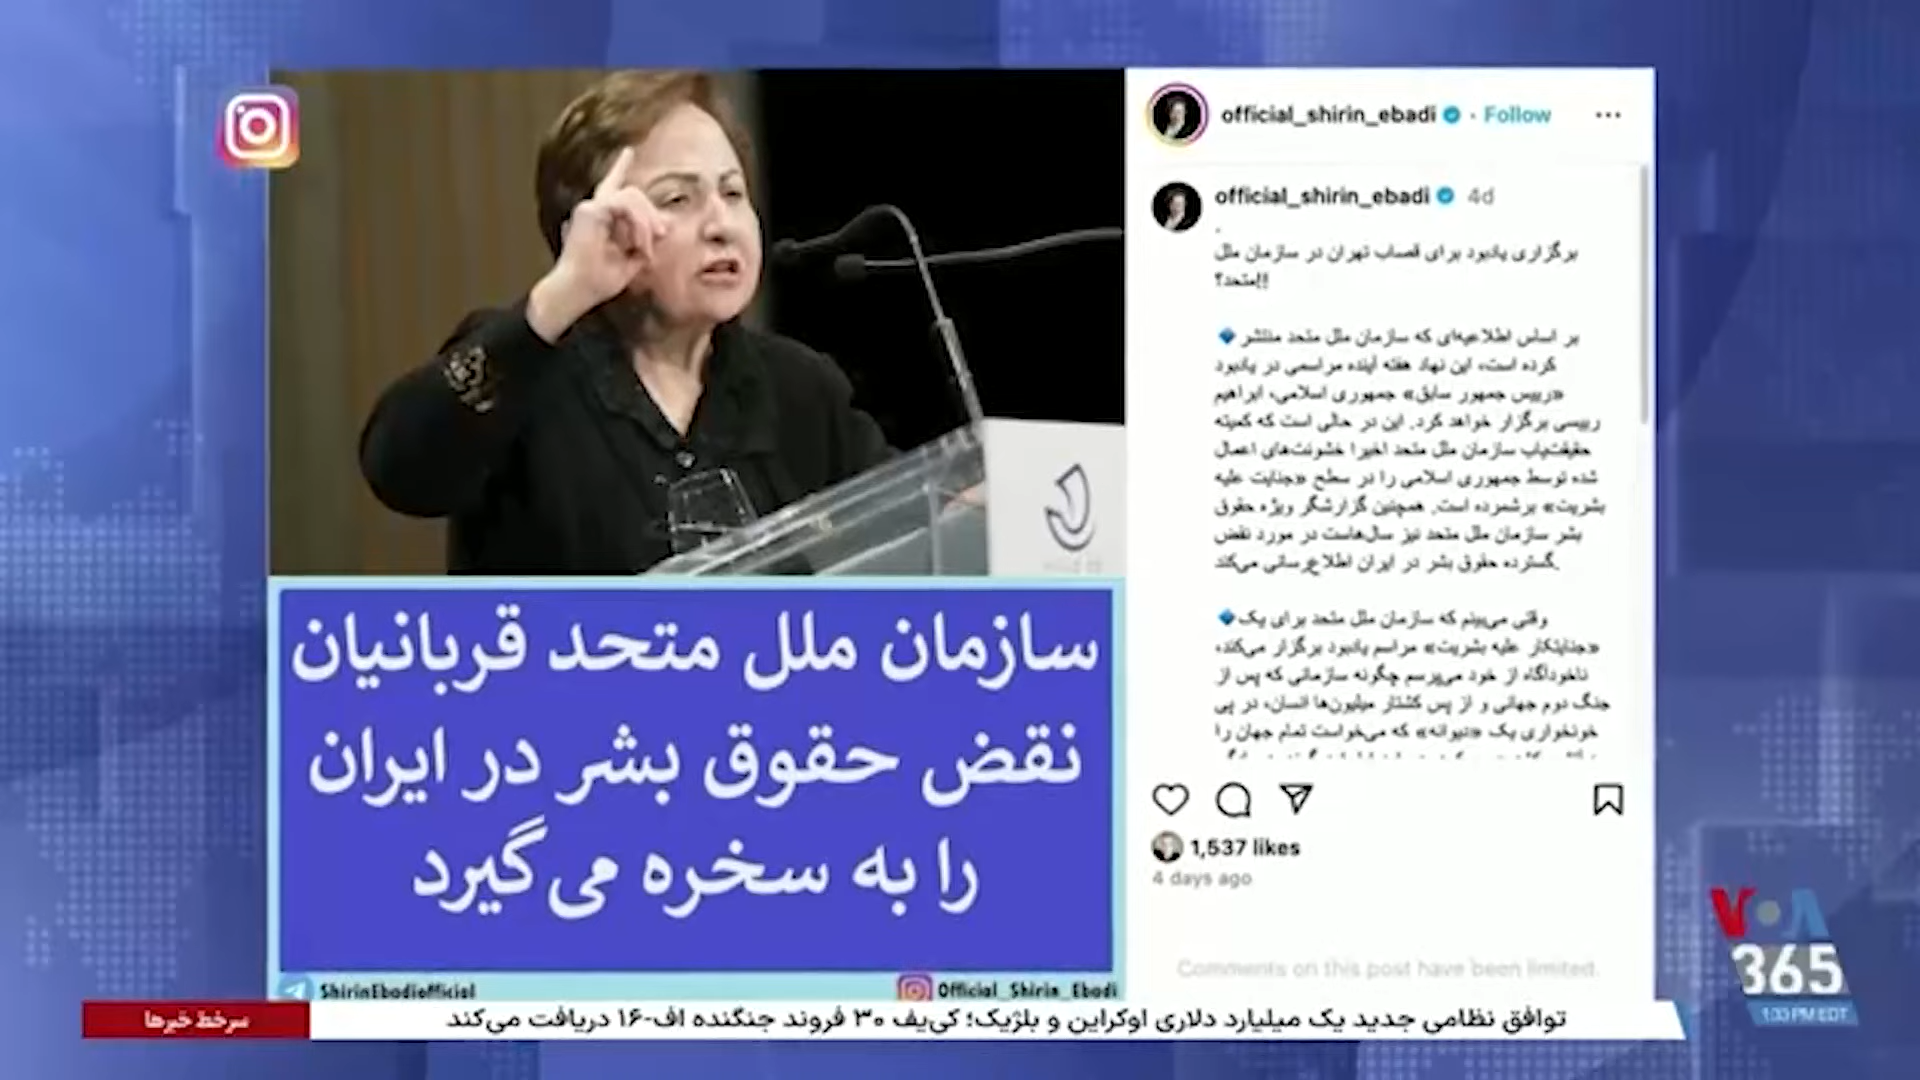 official_shirin_ebadi • Follow
official_shirin_ebadi 4d
.
برگزاری یادبود برای قصاب تهران در سازمان ملل
متحد؟!!
بر اساس اطلاعیه‌ای که سازمان ملل متحد منتشر
کرده است، این نهاد هفته آینده مراسمی در یادبود
«رییس جمهور سابق» جمهوری اسلامی، ابراهیم
رییسی برگزار خواهد کرد. این در حالی است که کمیته
حقیقت‌یاب سازمان ملل متحد اخیرا خشونت‌های اعمال
شده توسط جمهوری اسلامی را در سطح «جنایت علیه
بشریت» برشمرده است. همچنین گزارشگر ویژه حقوق
بشر سازمان ملل متحد نیز سال‌هاست در مورد نقض
گسترده حقوق بشر در ایران اطلاع‌رسانی می‌کند.
وقتی می‌بینم که سازمان ملل متحد برای یک
«جنایتکار علیه بشریت» مراسم یادبود برگزار می‌کند،
ناخودآگاه از خود می‌پرسم چگونه سازمانی که پس از
جنگ دوم جهانی و از پس کشتار میلیون‌ها انسان، در پی
خونخواری یک «دیوانه» که می‌خواست تمام جهان را
1,537 likes
4 days ago
Comments on this post have been limited.
سازمان ملل متحد قربانیان
نقض حقوق بشر در ایران
را به سخره می‌گیرد
ShirinEbadiofficial
Official_Shirin_Ebadi
VOA
365
1:33 PM EDT
سرخط خبرها
توافق نظامی جدید یک میلیارد دلاری اوکراین و بلژیک؛ کی‌یف ۳۰ فروند جنگنده اف-۱۶ دریافت می‌کند